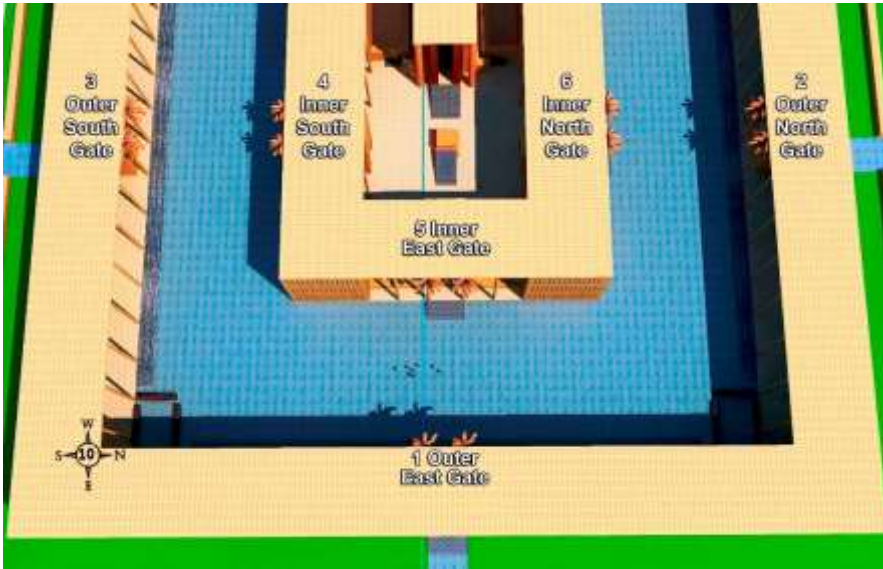 3
Outer
South
Gate
4
Inner
South
Gate
6
Inner
North
Gate
2
Outer
North
Gate
5 Inner
East Gate
W
S 10 N
E
1 Outer
East Gate